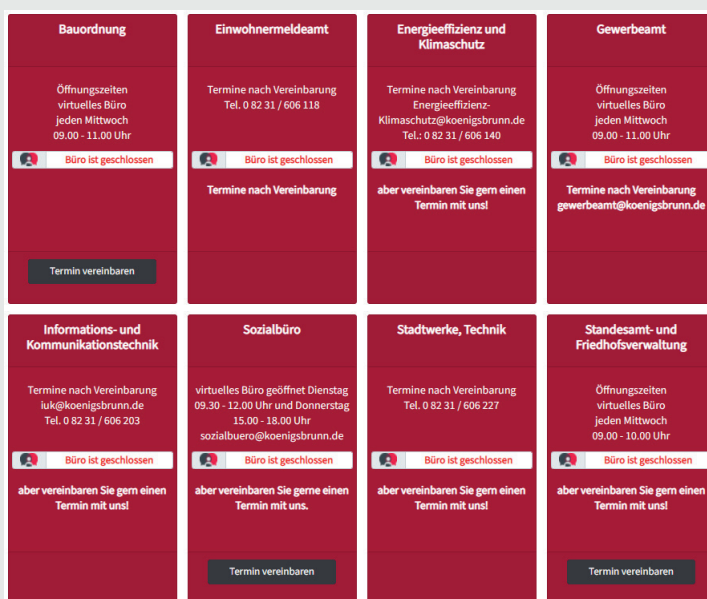 Bauordnung
Öffnungszeiten
virtuelles Büro
jeden Mittwoch
09.00 - 11.00 Uhr
Büro ist geschlossen
Termin vereinbaren
Einwohnermeldeamt
Termine nach Vereinbarung
Tel. 0 82 31 / 606 118
Büro ist geschlossen
Termine nach Vereinbarung
Energieeffizienz und
Klimaschutz
Termine nach Vereinbarung
Energieeffizienz-
Klimaschutz@koenigsbrunn.de
Tel.: 0 82 31 / 606 140
Büro ist geschlossen
aber vereinbaren Sie gern einen
Termin mit uns!
Gewerbeamt
Öffnungszeiten
virtuelles Büro
jeden Mittwoch
09.00 - 11.00 Uhr
Büro ist geschlossen
Termine nach Vereinbarung
gewerbeamt@koenigsbrunn.de
Informations- und
Kommunikationstechnik
Termine nach Vereinbarung
iuk@koenigsbrunn.de
Tel. 0 82 31 / 606 203
Büro ist geschlossen
aber vereinbaren Sie gern einen
Termin mit uns!
Sozialbüro
virtuelles Büro geöffnet Dienstag
09.30 - 12.00 Uhr und Donnerstag
15.00 - 18.00 Uhr
sozialbuero@koenigsbrunn.de
Büro ist geschlossen
aber vereinbaren Sie gerne einen
Termin mit uns.
Termin vereinbaren
Stadtwerke, Technik
Termine nach Vereinbarung
Tel. 0 82 31 / 606 227
Büro ist geschlossen
aber vereinbaren Sie gern einen
Termin mit uns!
Standesamt- und
Friedhofsverwaltung
Öffnungszeiten
virtuelles Büro
jeden Mittwoch
09.00 - 10.00 Uhr
Büro ist geschlossen
aber vereinbaren Sie gern einen
Termin mit uns!
Termin vereinbaren